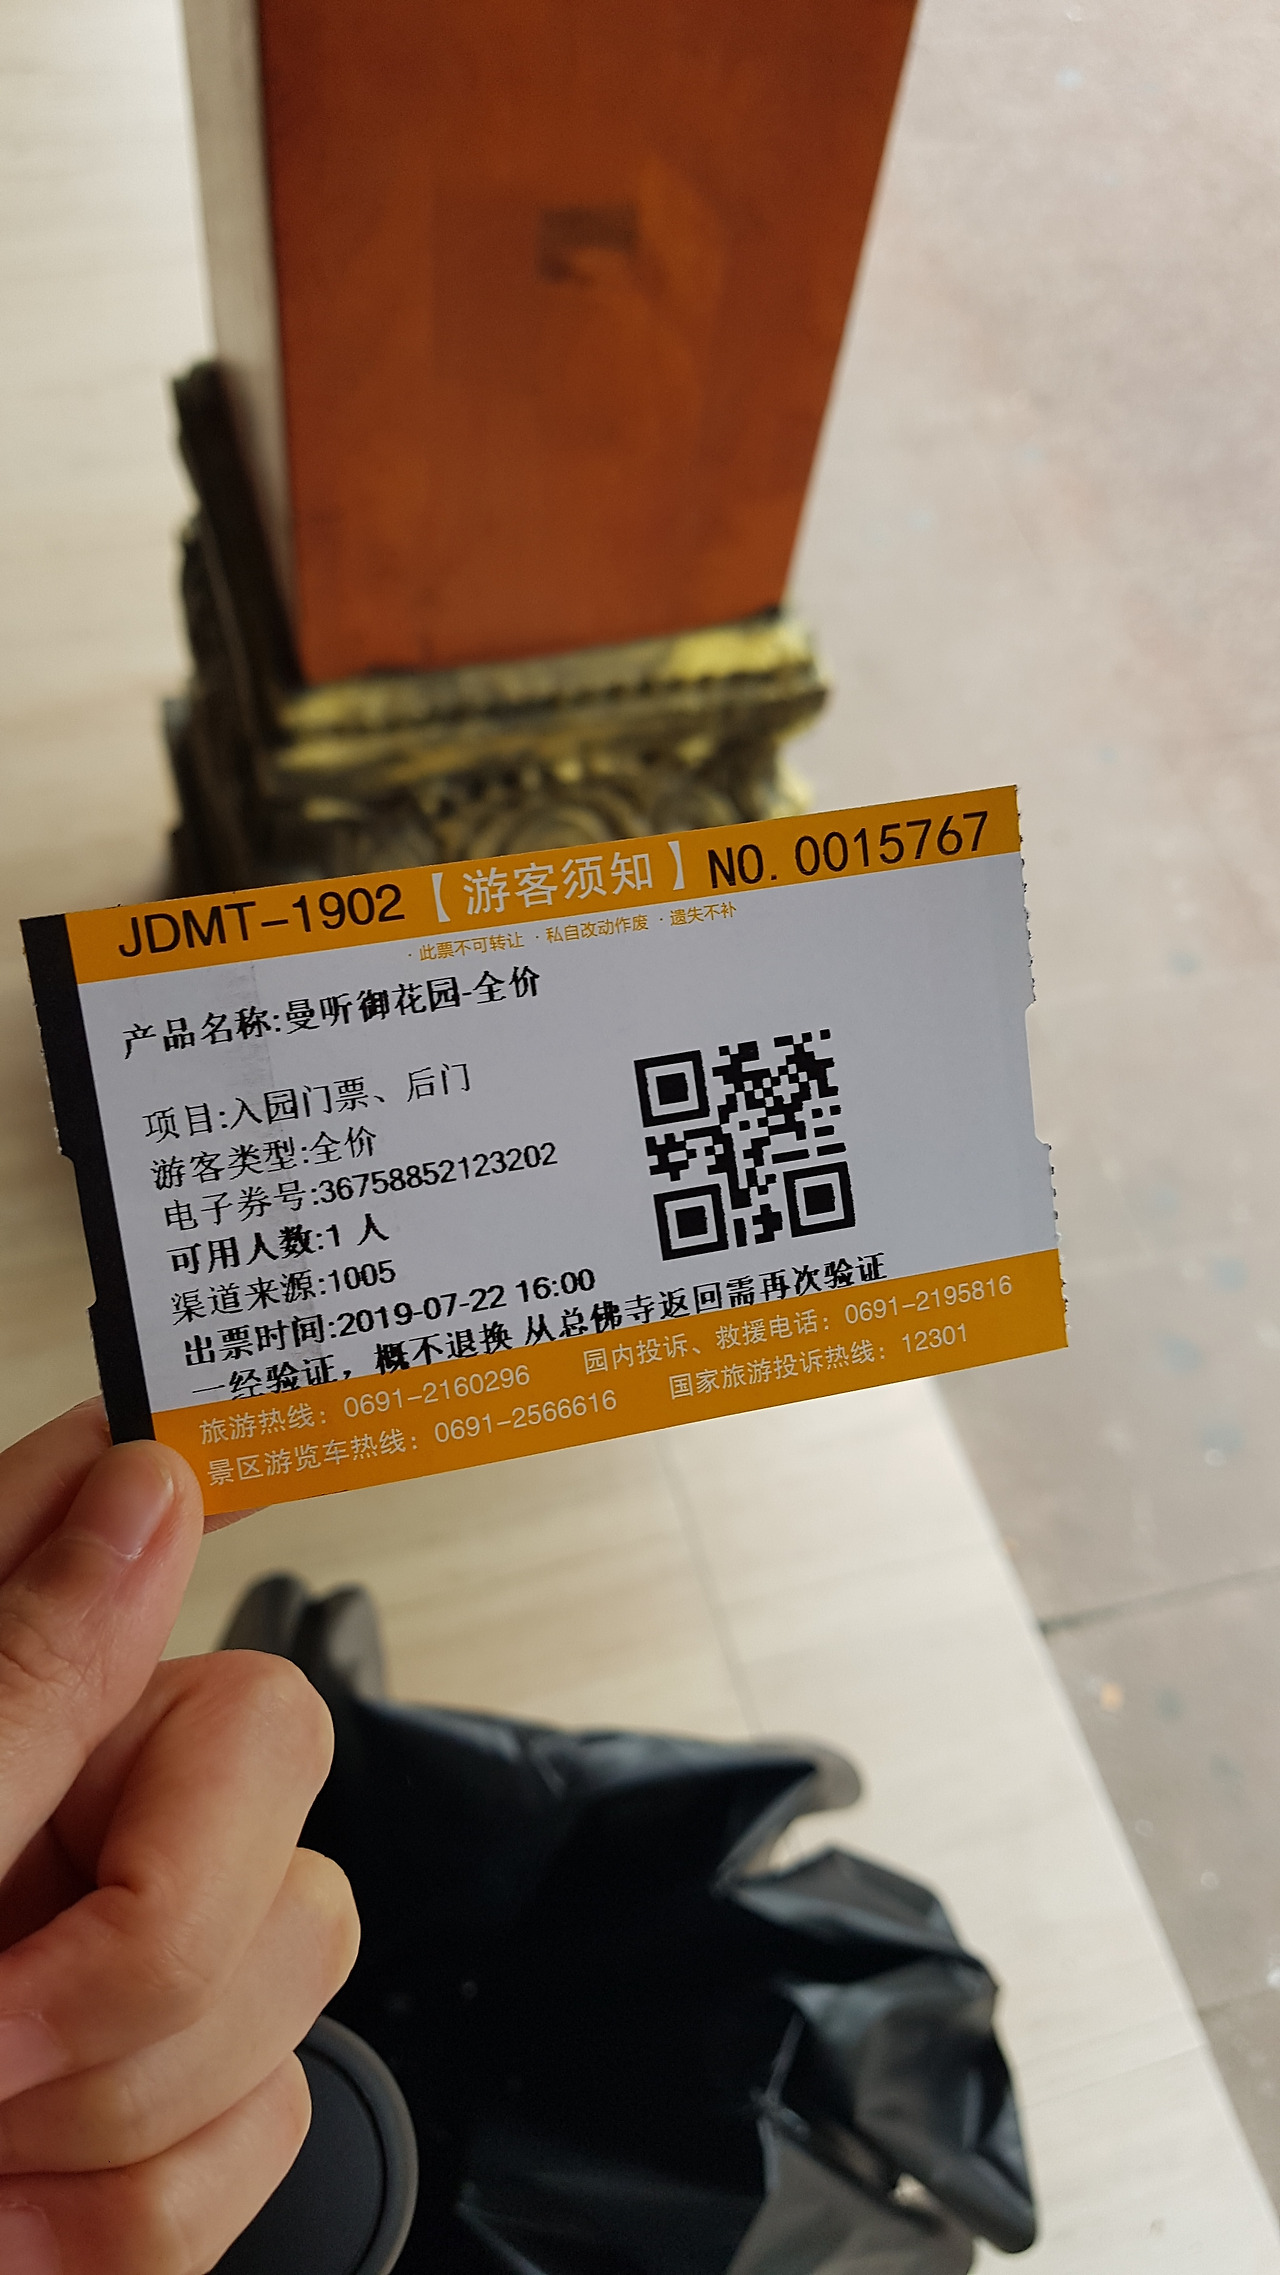 JDMT-1902【游客须知】NO. 0015767
·此票不可转让 ·私自改动作废 ·遗失不补
产品名称:曼听御花园-全价
项目:入园门票、后门
游客类型:全价
电子券号:36758852123202
可用人数:1 人
渠道来源:1005
出票时间:2019-07-22 16:00
一经验证，概不退换 从总佛寺返回需再次验证
旅游热线：0691-2160296 园内投诉、救援电话：0691-2195816
景区游览车热线：0691-2566616 国家旅游投诉热线：12301